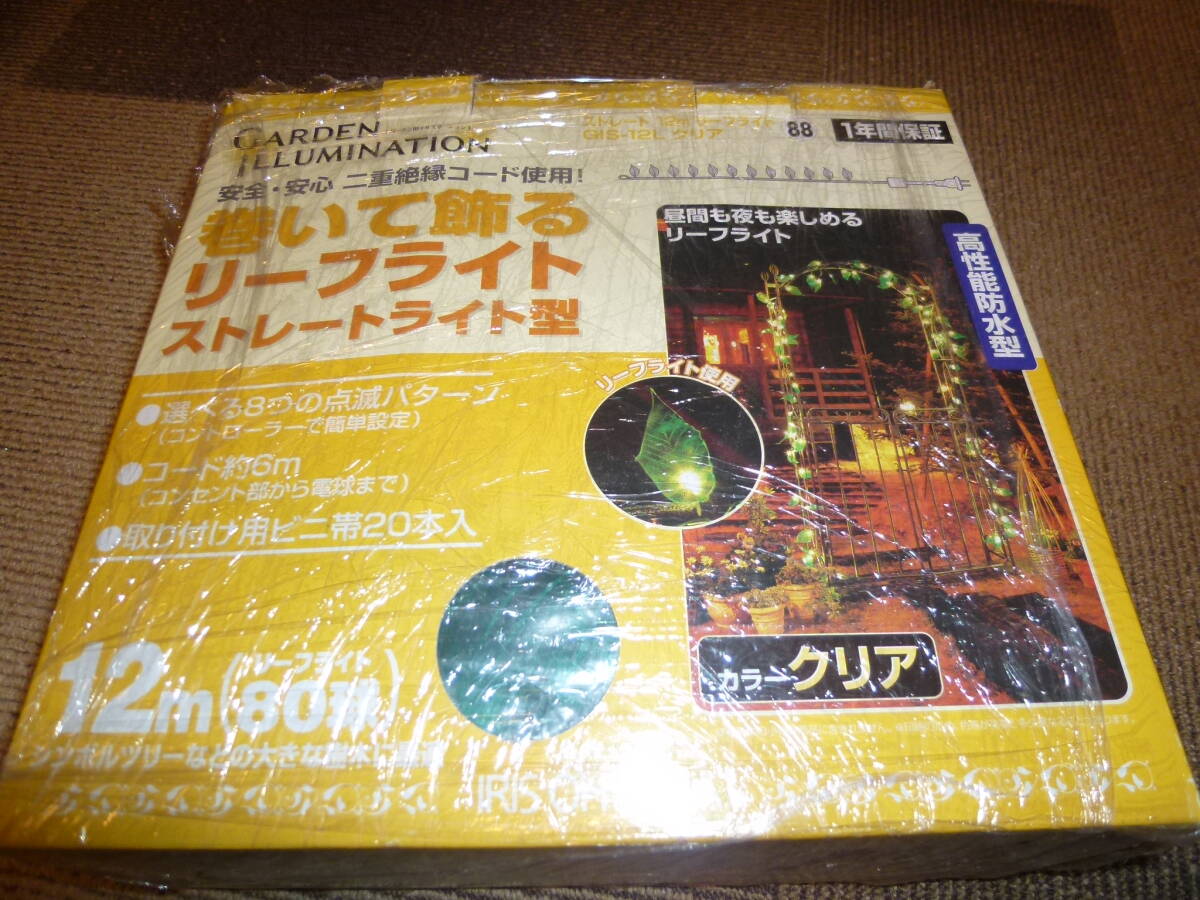 GARDEN
ILLUMINATION
ストレート 12m リーフライト
GIS-12L クリア
88
1年間保証
安全・安心 二重絶縁コード使用!
巻いて飾る
リーフライト
ストレートライト型
昼間も夜も楽しめる
リーフライト
高性能防水型
リーフライト使用
●選べる8つの点滅パターン
(コントローラーで簡単設定)
●コード約6m
(コンセント部から電球まで)
●取り付け用ビニ帯20本入
12m(リーフライト80球)
シンボルツリーなどの大きな樹木に最適
カラー クリア
IRIS